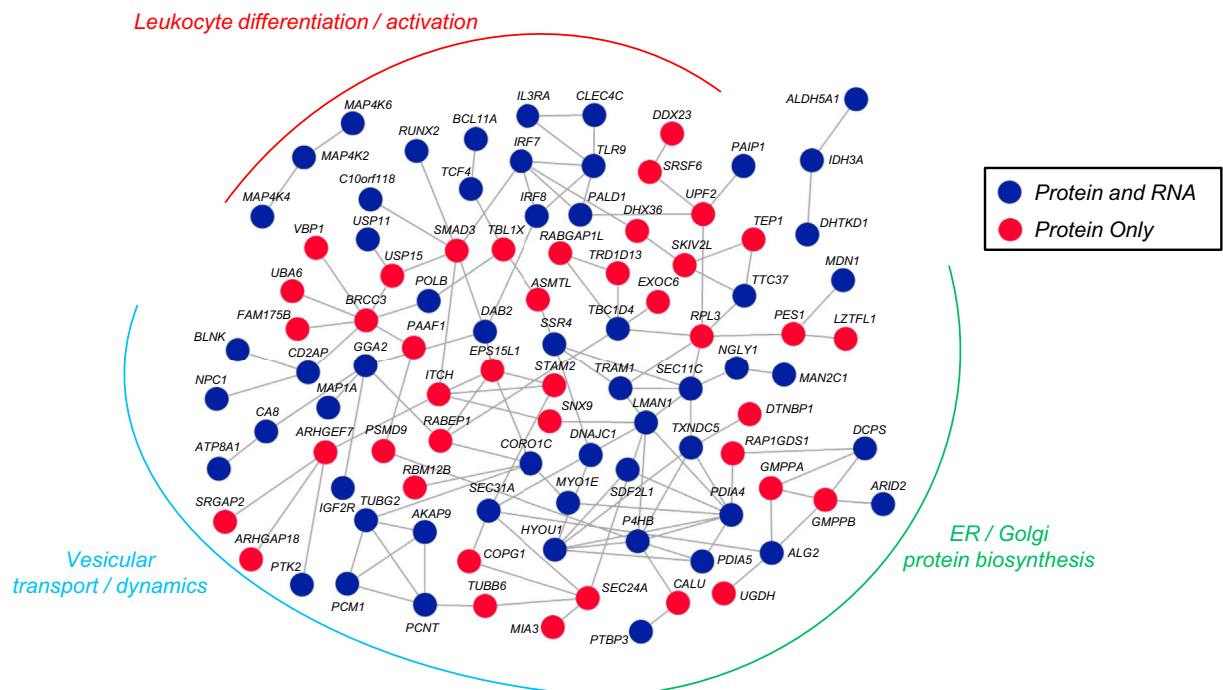 Leukocyte differentiation / activation
MAP4K6
BCL11A
IL3RA
CLEC4C
ALDH5A1
DDX23
RUNX2
IRF7
TLR9
PAIP1
MAP4K2
TCF4
SRSF6
IDH3A
C10orf118
MAP4K4
IRF8
PALD1
UPF2
Protein and RNA
Protein Only
USP11
VBP1
SMAD3
TBL1X
DHX36
TEP1
DHTKD1
RABGAP1L
USP15
TRD1D13
SKIV2L
MDN1
UBA6
POLB
ASMTL
EXOC6
TTC37
BRCC3
FAM175B
DAB2
TBC1D4
RPL3
PES1
LZTFL1
PAAF1
SSR4
BLNK
CD2AP
GGA2
EPS15L1
STAM2
TRAM1
SEC11C
NGLY1
NPC1
MAP1A
ITCH
MAN2C1
CA8
SNX9
LMAN1
DTNBP1
ATP8A1
ARHGEF7
PSMD9
RABEP1
CORO1C
DNAJC1
TXNDC5
RAP1GDS1
DCPS
RBM12B
MYO1E
SDF2L1
GMPPA
SRGAP2
IGF2R
TUBG2
AKAP9
SEC31A
PDIA4
ARID2
GMPPB
ARHGAP18
HYOU1
P4HB
PTK2
COPG1
PDIA5
ALG2
Vesicular
transport / dynamics
ER / Golgi
protein biosynthesis
PCM1
TUBB6
SEC24A
CALU
UGDH
PCNT
MIA3
PTBP3